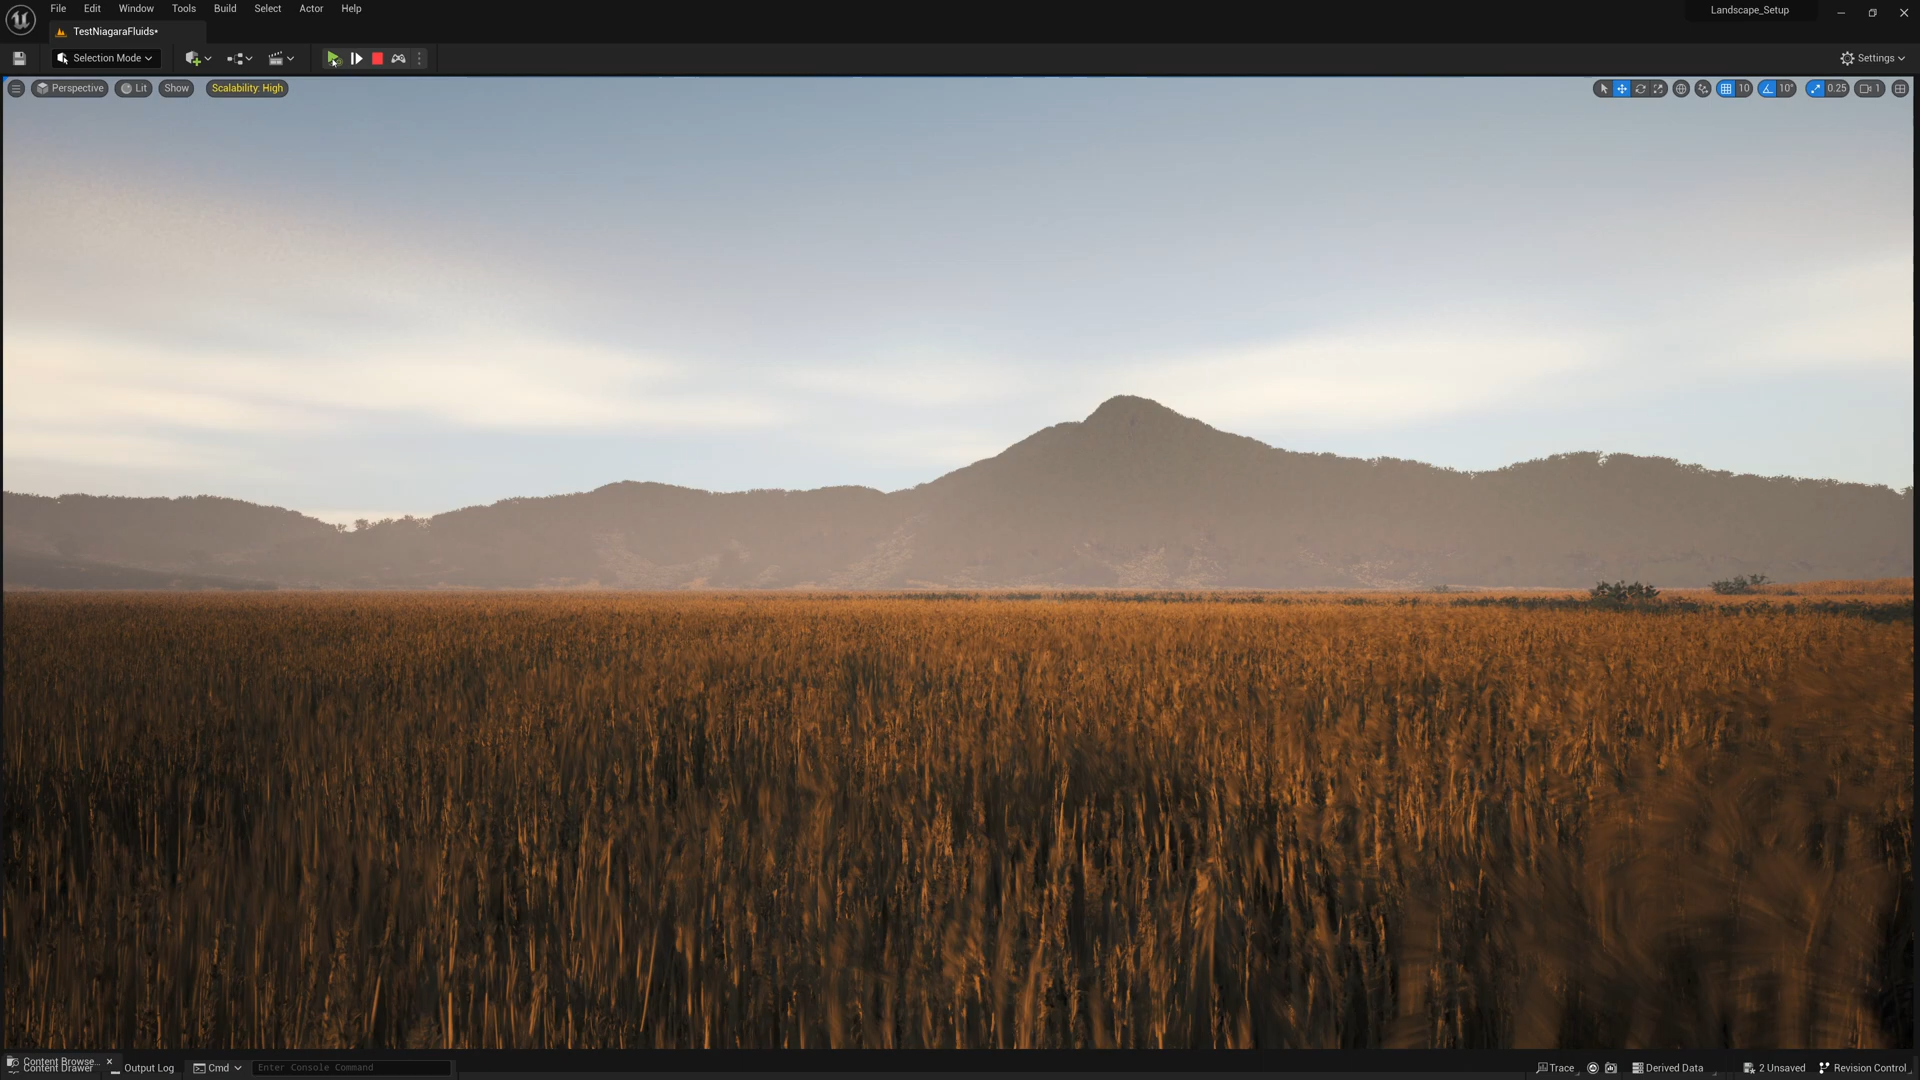 File Edit Window Tools Build Select Actor Help
Landscape_Setup
TestNiagaraFluids*
Selection Mode
Settings
Perspective Lit Show Scalability: High
10 10° 0.25 1
Content Browse...
Content Drawer Output Log Cmd Enter Console Command
Trace Derived Data 2 Unsaved Revision Control